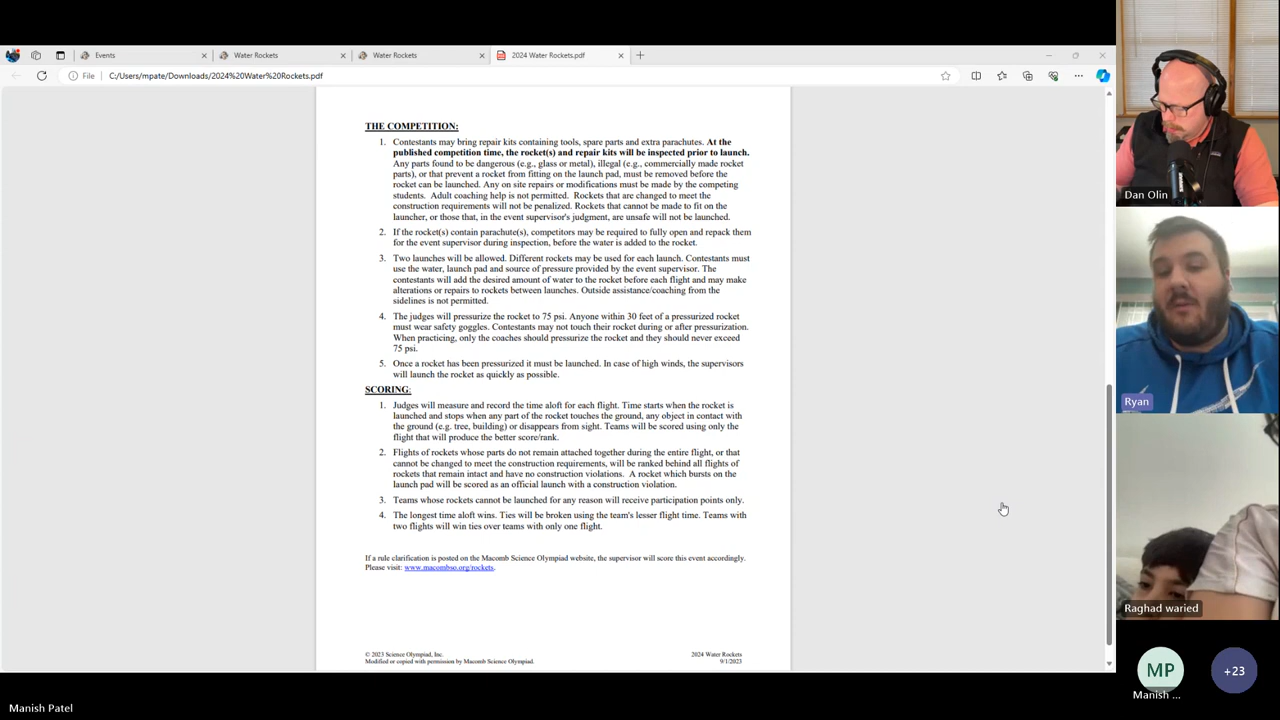 Events
Water Rockets
Water Rockets
2024 Water Rockets.pdf
File
C:/Users/mpate/Downloads/2024%20Water%20Rockets.pdf
THE COMPETITION:
1. Contestants may bring repair kits containing tools, spare parts and extra parachutes. At the
published competition time, the rocket(s) and repair kits will be inspected prior to launch.
Any parts found to be dangerous (e.g., glass or metal), illegal (e.g., commercially made rocket
parts), or that prevent a rocket from fitting on the launch pad, must be removed before the
rocket can be launched. Any on site repairs or modifications must be made by the competing
students. Adult coaching help is not permitted. Rockets that are changed to meet the
construction requirements will not be penalized. Rockets that cannot be made to fit on the
launcher, or those that, in the event supervisor's judgment, are unsafe will not be launched.
2. If the rocket(s) contain parachute(s), competitors may be required to fully open and repack them
for the event supervisor during inspection, before the water is added to the rocket.
3. Two launches will be allowed. Different rockets may be used for each launch. Contestants must
use the water, launch pad and source of pressure provided by the event supervisor. The
contestants will add the desired amount of water to the rocket before each flight and may make
alterations or repairs to rockets between launches. Outside assistance/coaching from the
sidelines is not permitted.
4. The judges will pressurize the rocket to 75 psi. Anyone within 30 feet of a pressurized rocket
must wear safety goggles. Contestants may not touch their rocket during or after pressurization.
When practicing, only the coaches should pressurize the rocket and they should never exceed
75 psi.
5. Once a rocket has been pressurized it must be launched. In case of high winds, the supervisors
will launch the rocket as quickly as possible.
SCORING:
1. Judges will measure and record the time aloft for each flight. Time starts when the rocket is
launched and stops when any part of the rocket touches the ground, any object in contact with
the ground (e.g. tree, building) or disappears from sight. Teams will be scored using only the
flight that will produce the better score/rank.
2. Flights of rockets whose parts do not remain attached together during the entire flight, or that
cannot be changed to meet the construction requirements, will be ranked behind all flights of
rockets that remain intact and have no construction violations. A rocket which bursts on the
launch pad will be scored as an official launch with a construction violation.
3. Teams whose rockets cannot be launched for any reason will receive participation points only.
4. The longest time aloft wins. Ties will be broken using the team's lesser flight time. Teams with
two flights will win ties over teams with only one flight.
If a rule clarification is posted on the Macomb Science Olympiad website, the supervisor will score this event accordingly.
Please visit: www.macombso.org/rockets.
© 2023 Science Olympiad, Inc.
Modified or copied with permission by Macomb Science Olympiad.
2024 Water Rockets
9/1/2023
Dan Olin
Ryan
Raghad waried
MP
Manish ...
+23
Manish Patel